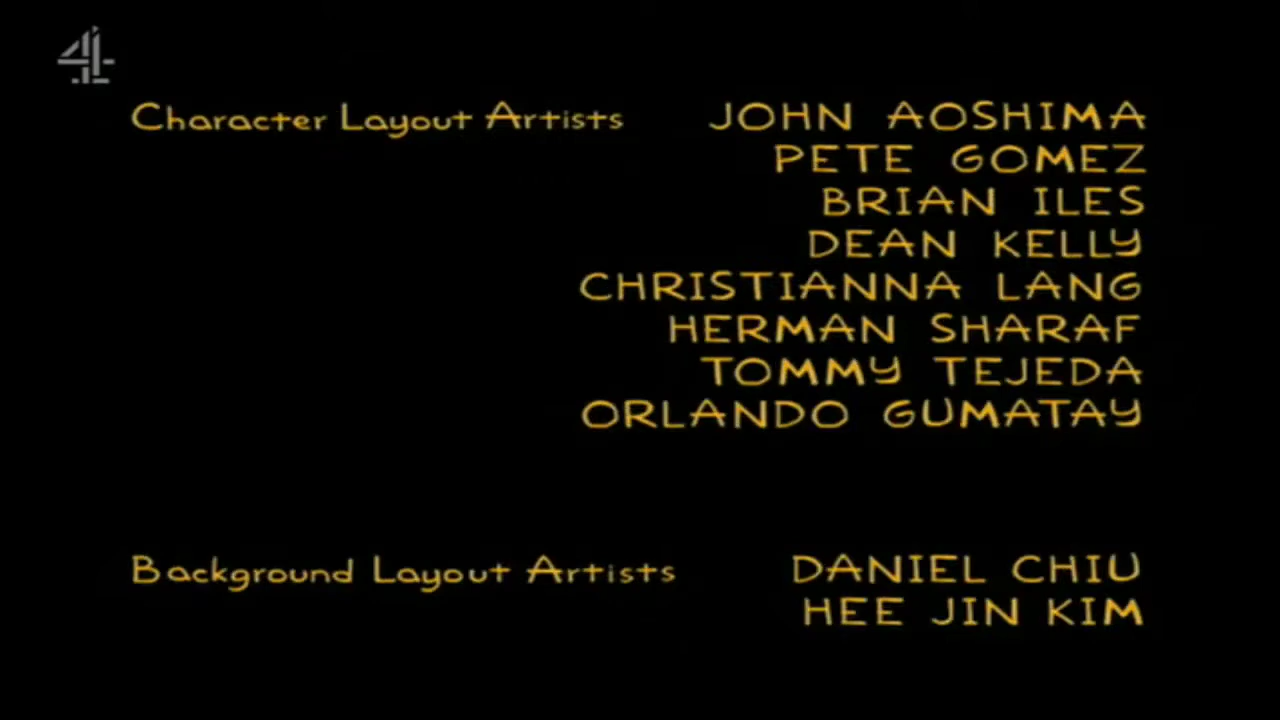 4
Character Layout Artists JOHN AOSHIMA
PETE GOMEZ
BRIAN ILES
DEAN KELLY
CHRISTIANNA LANG
HERMAN SHARAF
TOMMY TEJEDA
ORLANDO GUMATAY
Background Layout Artists DANIEL CHIU
HEE JIN KIM